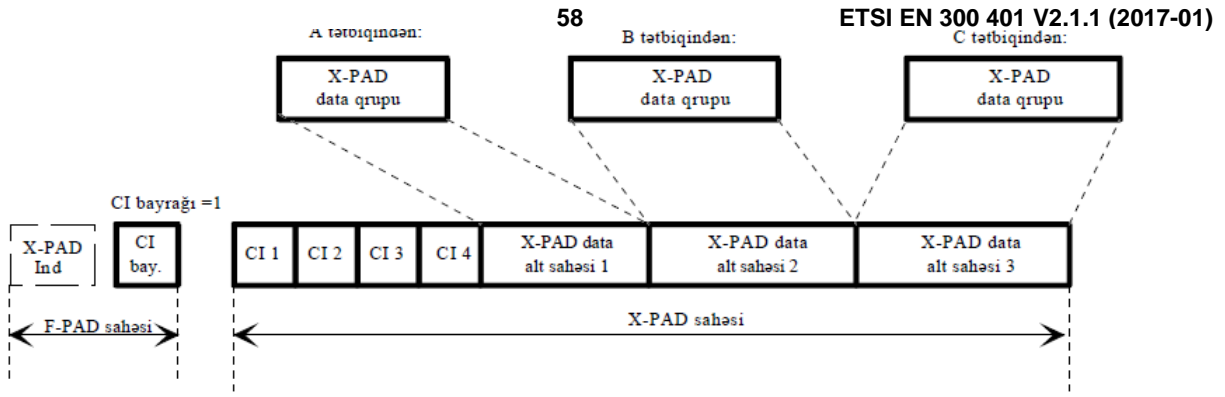 58
ETSI EN 300 401 V2.1.1 (2017-01)
A tətbiqindən:
B tətbiqindən:
C tətbiqindən:
X-PAD
data qrupu
X-PAD
data qrupu
X-PAD
data qrupu
CI bayrağı =1
X-PAD
Ind
CI
bay.
CI 1
CI 2
CI 3
CI 4
X-PAD data
alt sahəsi 1
X-PAD data
alt sahəsi 2
X-PAD data
alt sahəsi 3
F-PAD sahəsi
X-PAD sahəsi